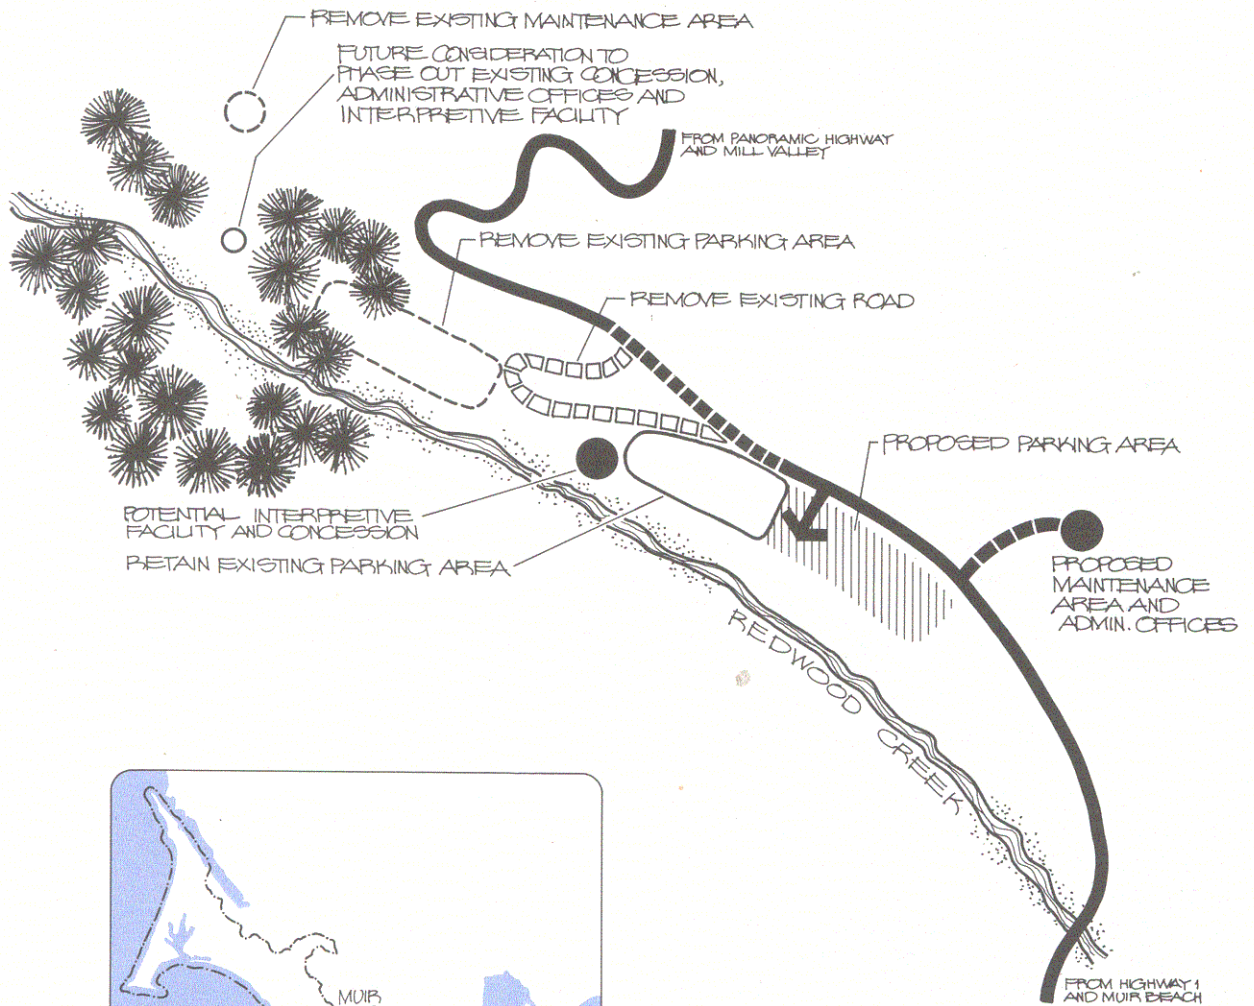 REMOVE EXISTING MAINTENANCE AREA
FUTURE CONSIDERATION TO
PHASE OUT EXISTING CONCESSION,
ADMINISTRATIVE OFFICES AND
INTERPRETIVE FACILITY
FROM PANORAMIC HIGHWAY
AND MILL VALLEY
REMOVE EXISTING PARKING AREA
REMOVE EXISTING ROAD
PROPOSED PARKING AREA
POTENTIAL INTERPRETIVE
FACILITY AND CONCESSION
RETAIN EXISTING PARKING AREA
PROPOSED
MAINTENANCE
AREA AND
ADMIN. OFFICES
REDWOOD CREEK
MUIR
FROM HIGHWAY 1
AND MUIR BEACH